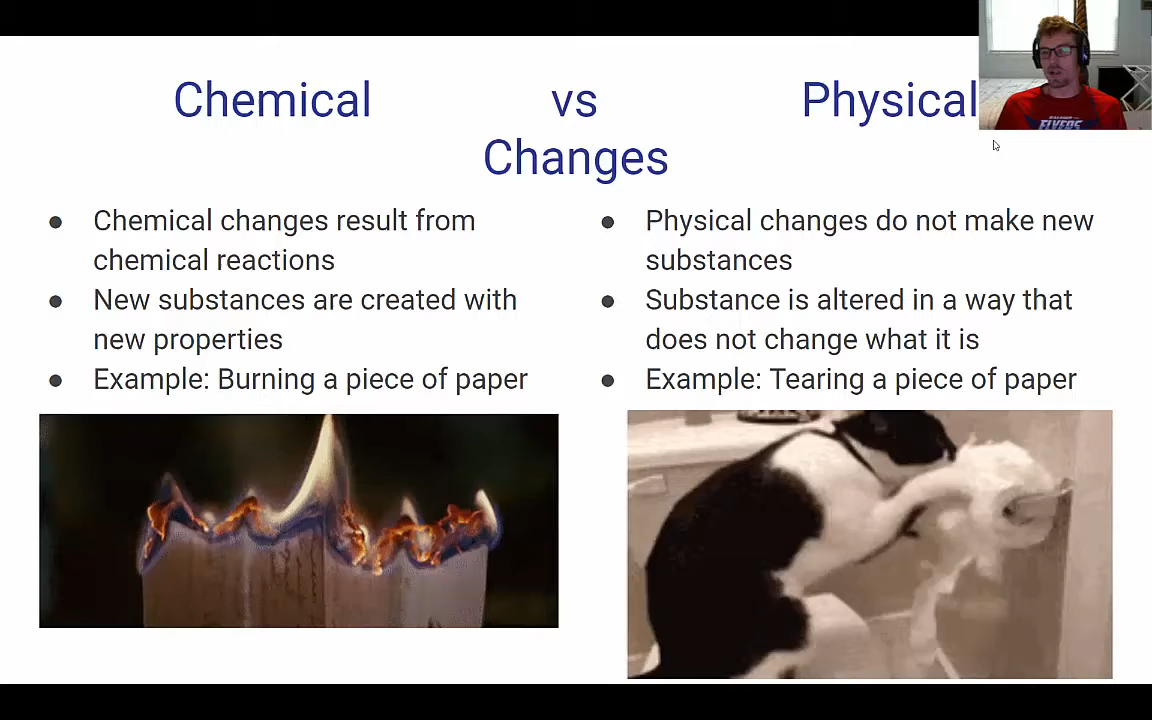 Chemical vs Physical
Changes
● Chemical changes result from
chemical reactions
● New substances are created with
new properties
● Example: Burning a piece of paper
● Physical changes do not make new
substances
● Substance is altered in a way that
does not change what it is
● Example: Tearing a piece of paper
FLYERS